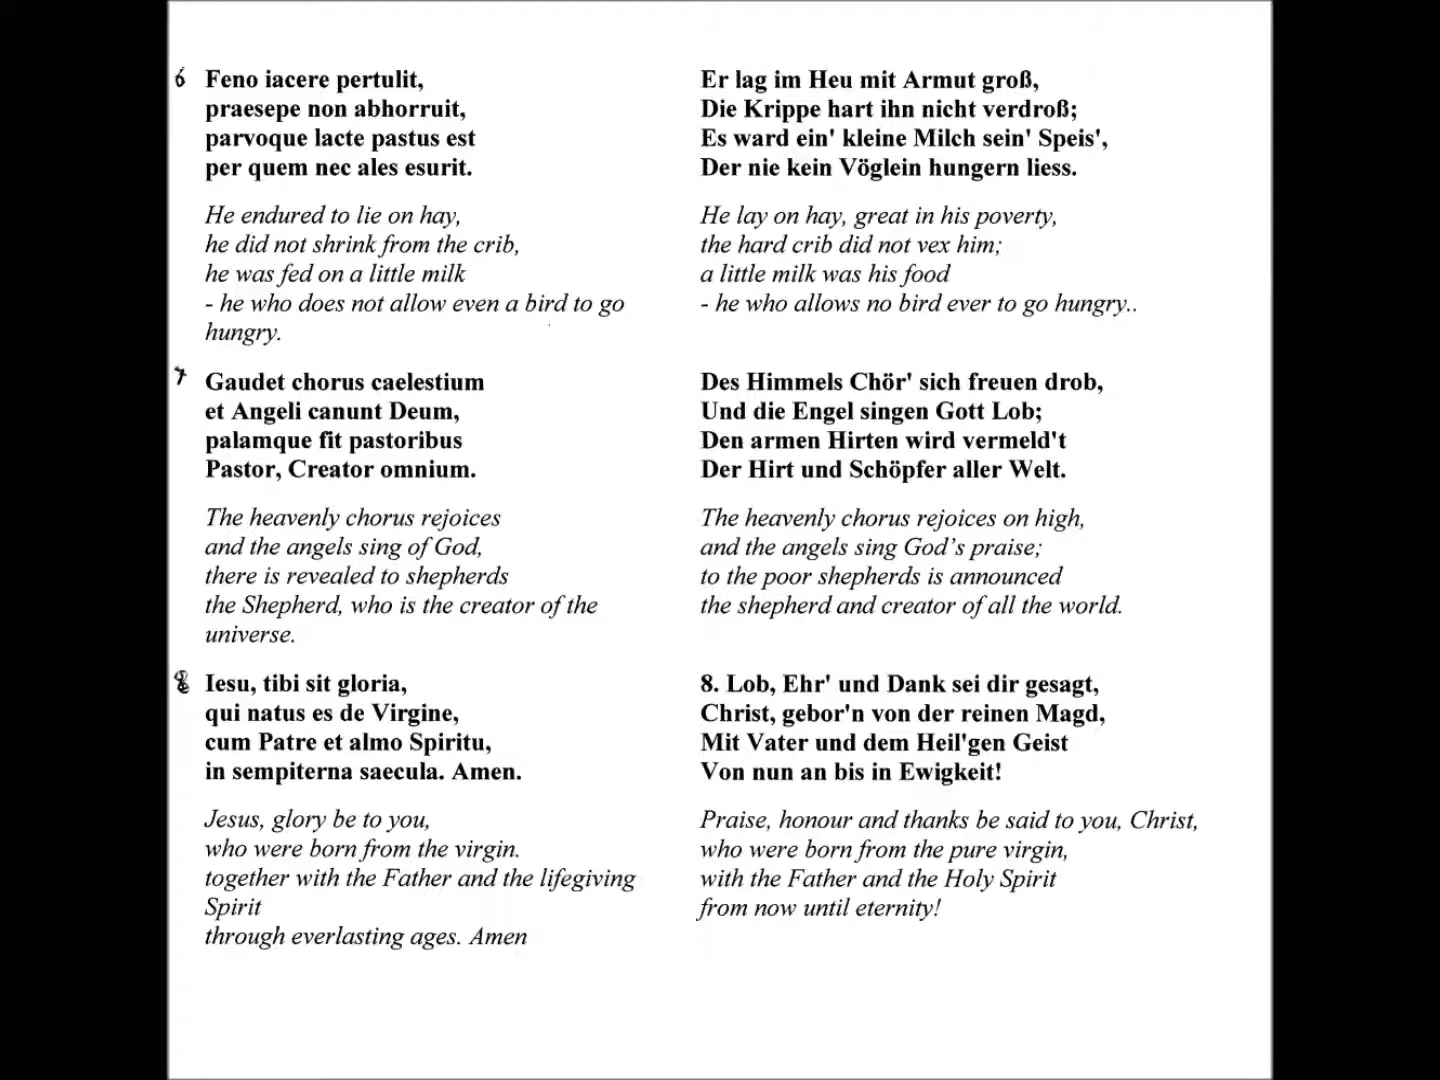 6 Feno iacere pertulit,
praesepe non abhorruit,
parvoque lacte pastus est
per quem nec ales esurit.
He endured to lie on hay,
he did not shrink from the crib,
he was fed on a little milk
- he who does not allow even a bird to go
hungry.
Er lag im Heu mit Armut groß,
Die Krippe hart ihn nicht verdroß;
Es ward ein' kleine Milch sein' Speis',
Der nie kein Vöglein hungern liess.
He lay on hay, great in his poverty,
the hard crib did not vex him;
a little milk was his food
- he who allows no bird ever to go hungry..
7 Gaudet chorus caelestium
et Angeli canunt Deum,
palamque fit pastoribus
Pastor, Creator omnium.
The heavenly chorus rejoices
and the angels sing of God,
there is revealed to shepherds
the Shepherd, who is the creator of the
universe.
Des Himmels Chör' sich freuen drob,
Und die Engel singen Gott Lob;
Den armen Hirten wird vermeld't
Der Hirt und Schöpfer aller Welt.
The heavenly chorus rejoices on high,
and the angels sing God's praise;
to the poor shepherds is announced
the shepherd and creator of all the world.
8 Iesu, tibi sit gloria,
qui natus es de Virgine,
cum Patre et almo Spiritu,
in sempiterna saecula. Amen.
Jesus, glory be to you,
who were born from the virgin.
together with the Father and the lifegiving
Spirit
through everlasting ages. Amen
8. Lob, Ehr' und Dank sei dir gesagt,
Christ, gebor'n von der reinen Magd,
Mit Vater und dem Heil'gen Geist
Von nun an bis in Ewigkeit!
Praise, honour and thanks be said to you, Christ,
who were born from the pure virgin,
with the Father and the Holy Spirit
from now until eternity!